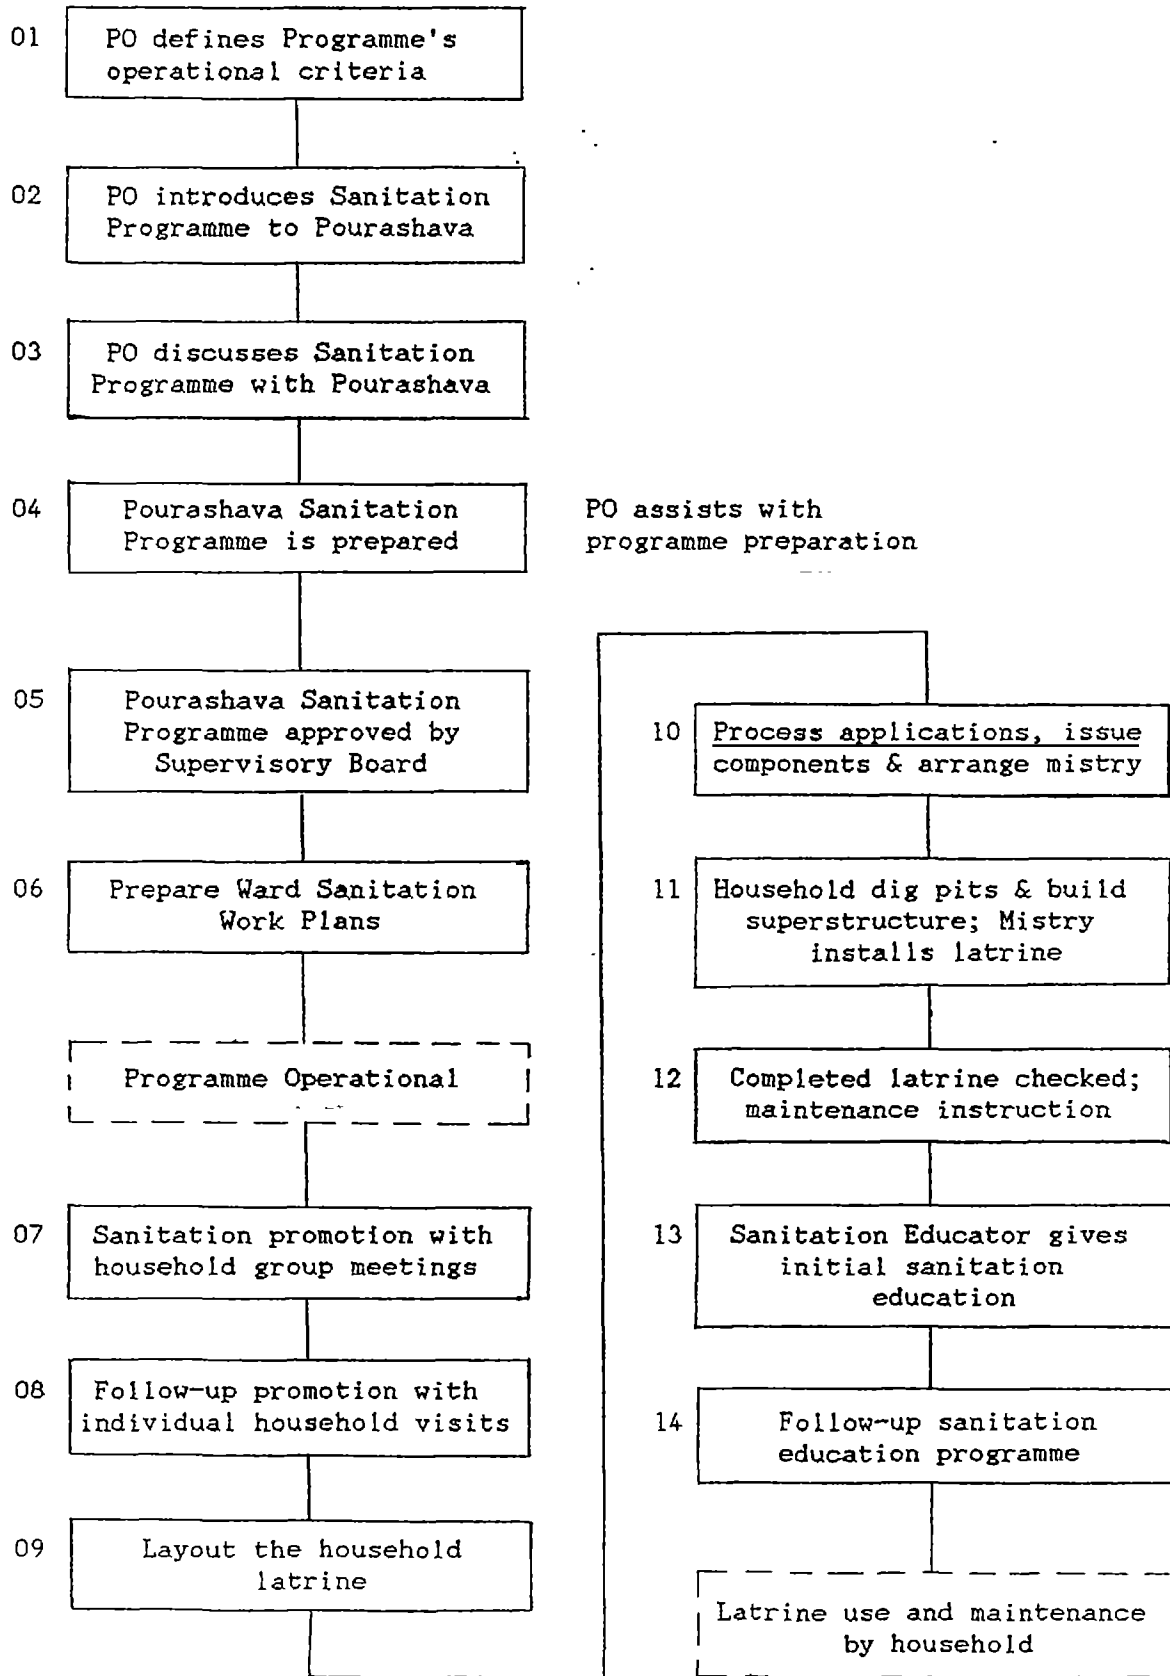 01
PO defines Programme's
operational criteria
02
PO introduces Sanitation
Programme to Pourashava
03
PO discusses Sanitation
Programme with Pourashava
04
Pourashava Sanitation
Programme is prepared
PO assists with
programme preparation
05
Pourashava Sanitation
Programme approved by
Supervisory Board
06
Prepare Ward Sanitation
Work Plans
Programme Operational
07
Sanitation promotion with
household group meetings
08
Follow-up promotion with
individual household visits
09
Layout the household
latrine
10
Process applications, issue
components & arrange mistry
11
Household dig pits & build
superstructure; Mistry
installs latrine
12
Completed latrine checked;
maintenance instruction
13
Sanitation Educator gives
initial sanitation
education
14
Follow-up sanitation
education programme
Latrine use and maintenance
by household